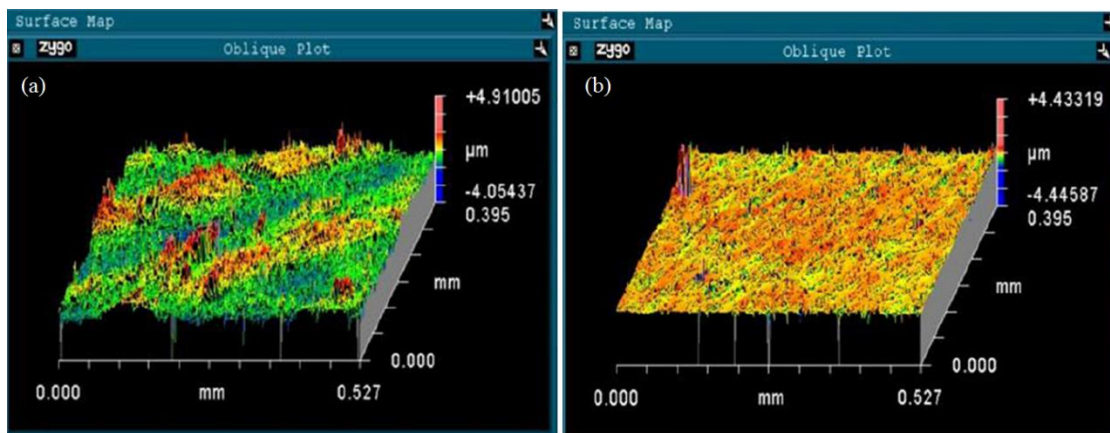 Surface Map
zygo
Oblique Plot
(a)
+4.91005
µm
-4.05437
0.395
mm
0.000
0.000
mm
0.527
Surface Map
zygo
Oblique Plot
(b)
+4.43319
µm
-4.44587
0.395
mm
0.000
0.000
mm
0.527